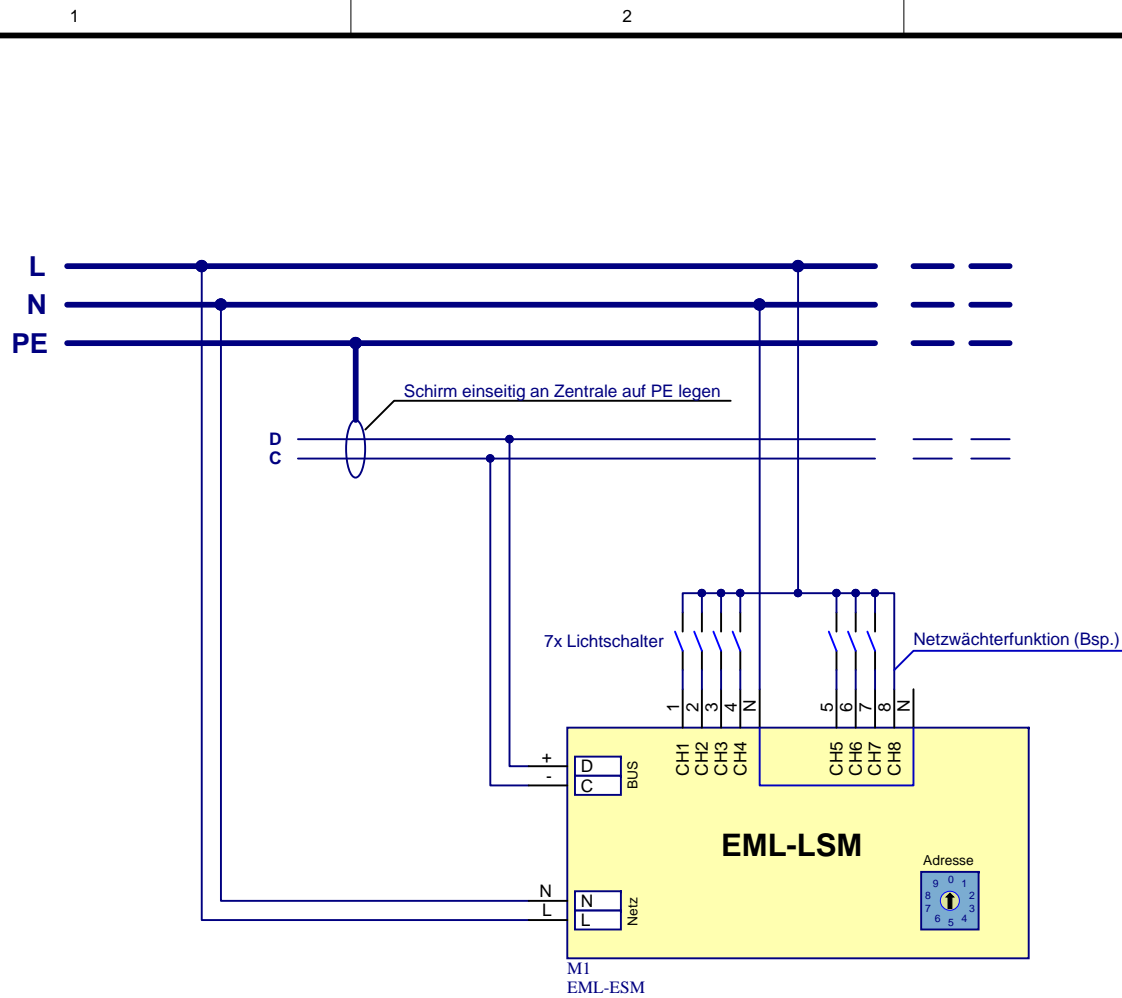 1 2
L
N
PE
Schirm einseitig an Zentrale auf PE legen
D
C
7x Lichtschalter
Netzwächterfunktion (Bsp.)
1 2 3 4 N 5 6 7 8 N
CH1 CH2 CH3 CH4 CH5 CH6 CH7 CH8
+ D
- C
BUS
EML-LSM
Adresse
0 1 2 3 4 5 6 7 8 9
N N
L L
Netz
M1
EML-ESM